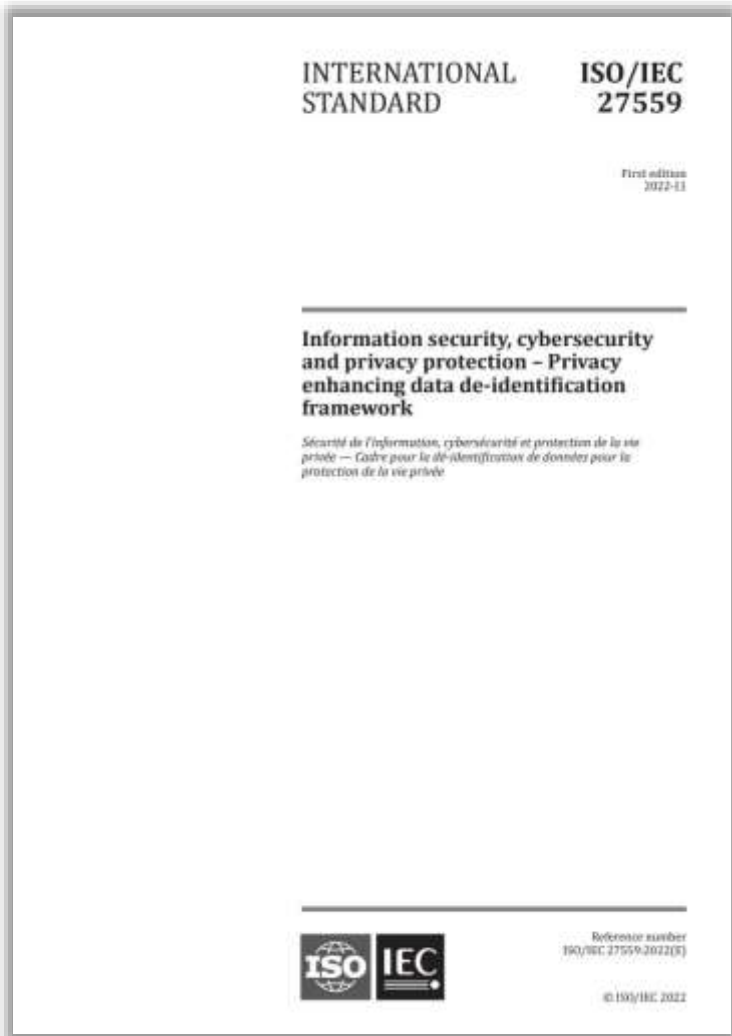 INTERNATIONAL STANDARD
ISO/IEC 27559
First edition
2022-11
Information security, cybersecurity
and privacy protection – Privacy
enhancing data de-identification
framework
Sécurité de l'information, cybersécurité et protection de la vie
privée — Cadre pour la dé-identification de données pour la
protection de la vie privée
ISO IEC
Reference number
ISO/IEC 27559:2022(E)
© ISO/IEC 2022